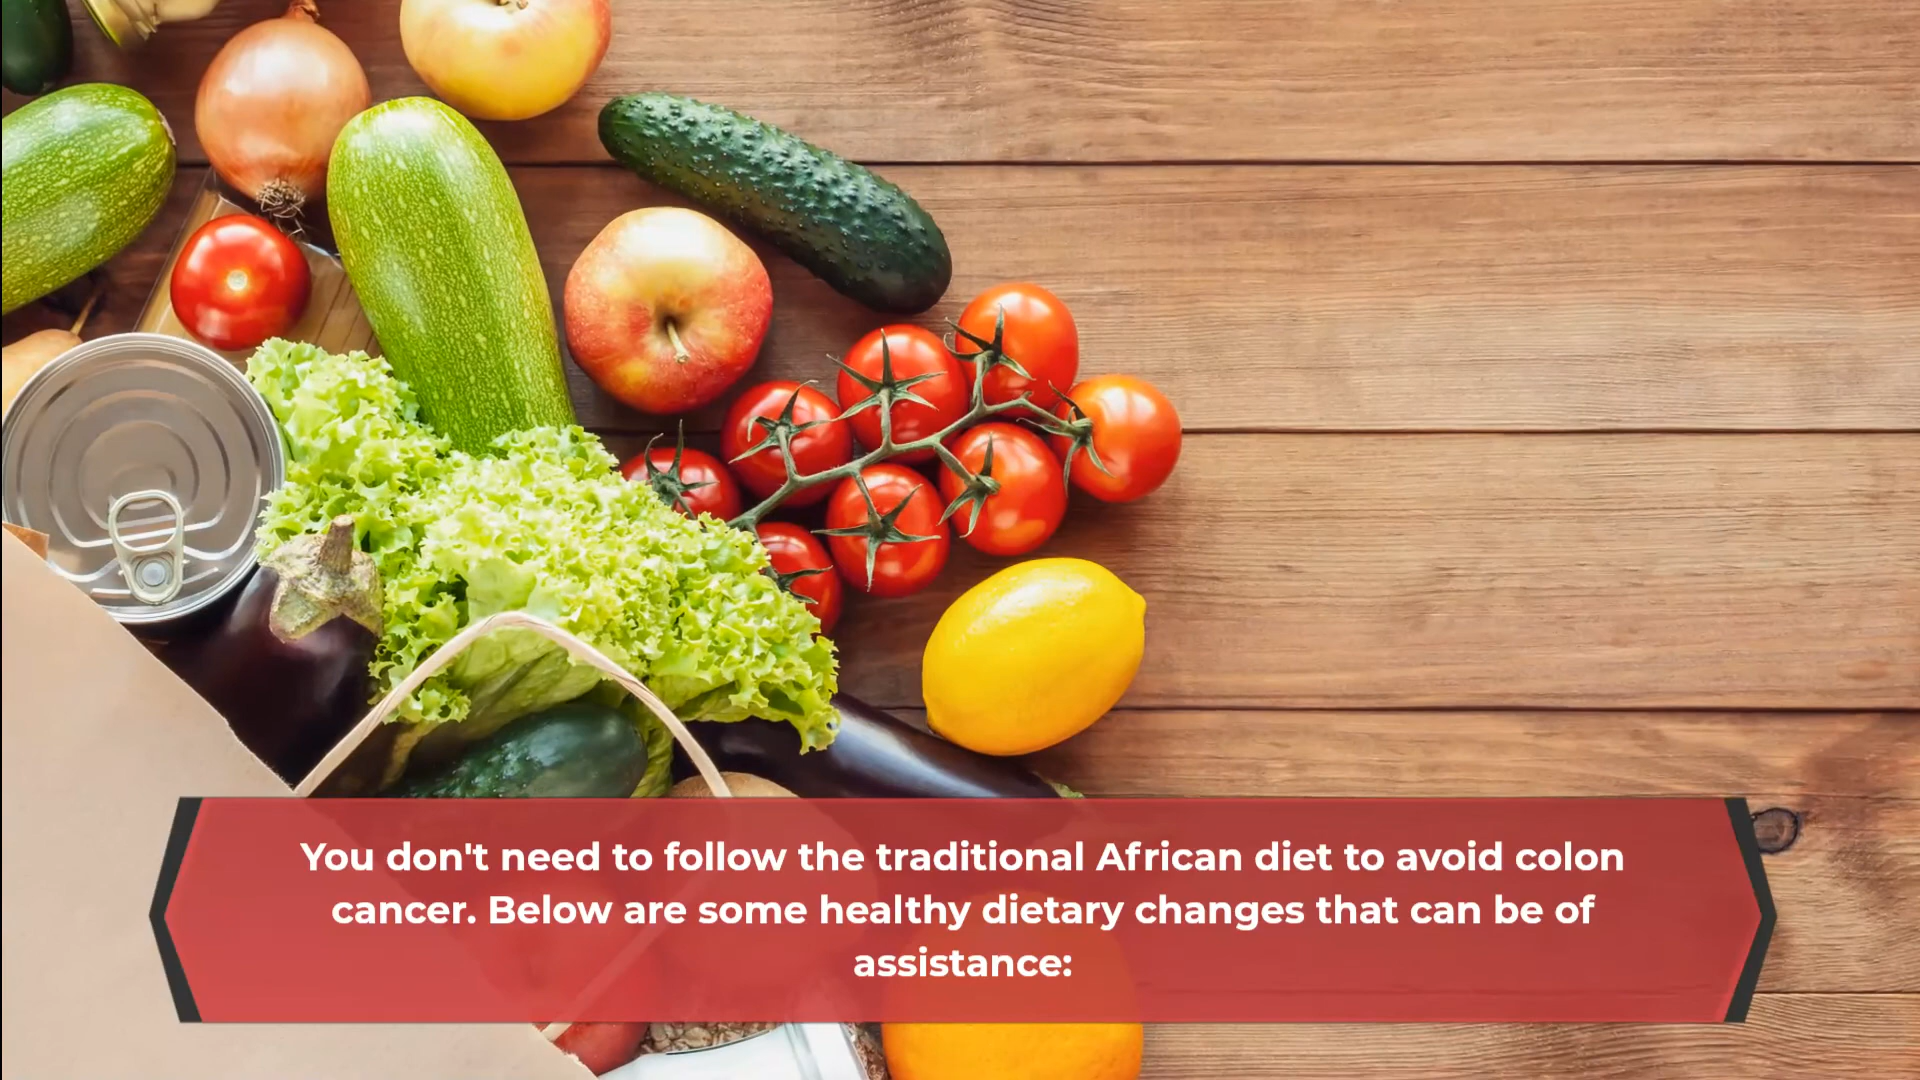 You don't need to follow the traditional African diet to avoid colon
cancer. Below are some healthy dietary changes that can be of
assistance: